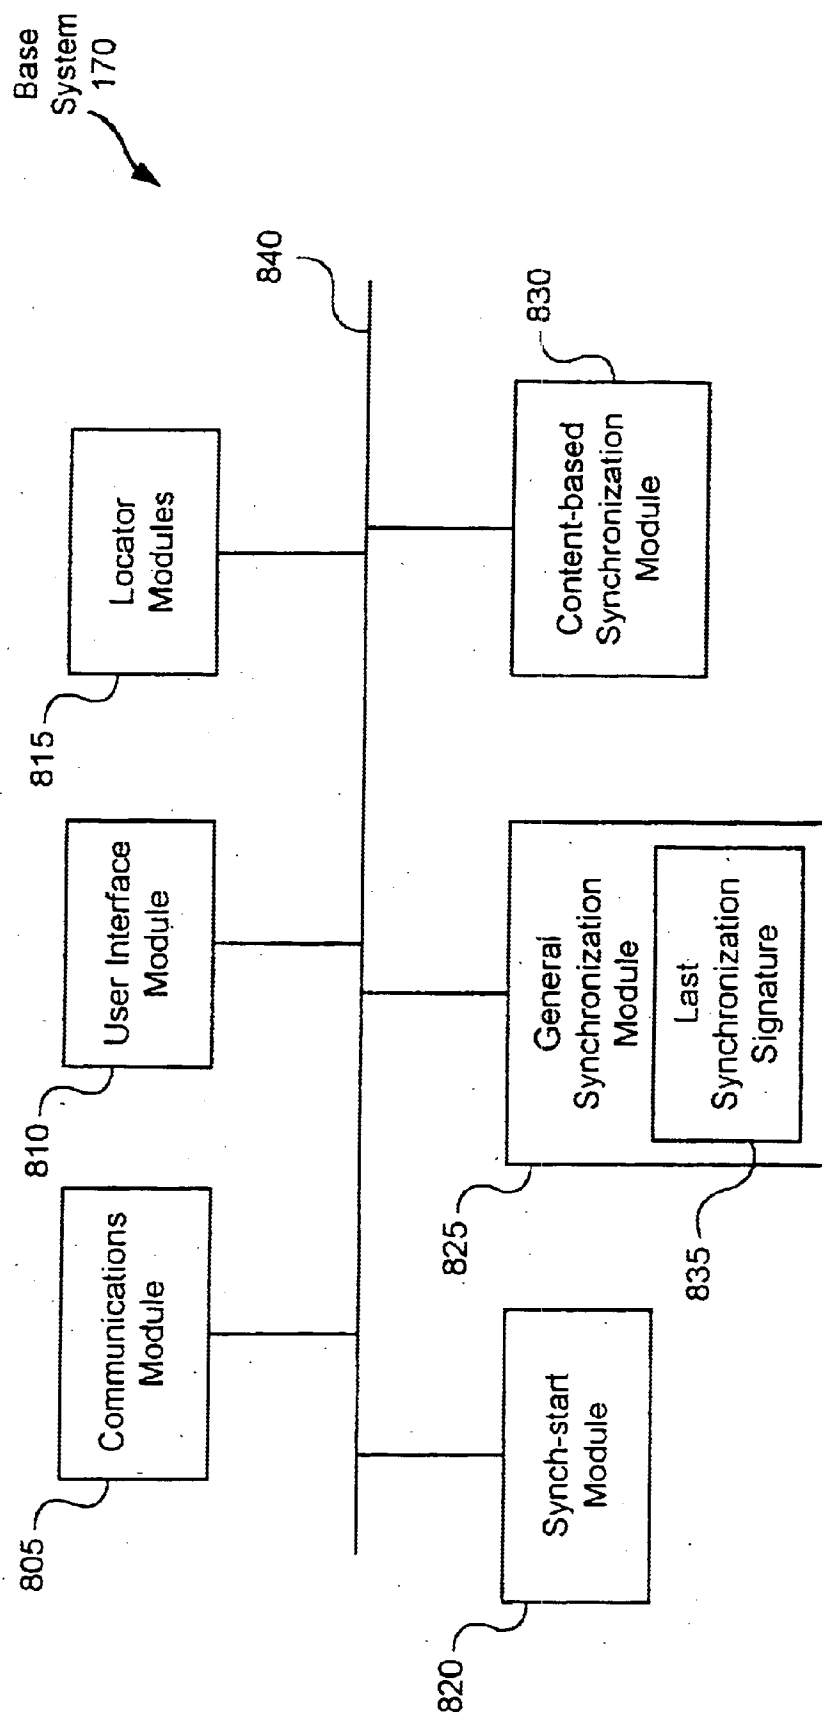 Base
System
170
805
Communications
Module
810
User Interface
Module
815
Locator
Modules
840
820
Synch-start
Module
825
General
Synchronization
Module
835
Last
Synchronization
Signature
830
Content-based
Synchronization
Module